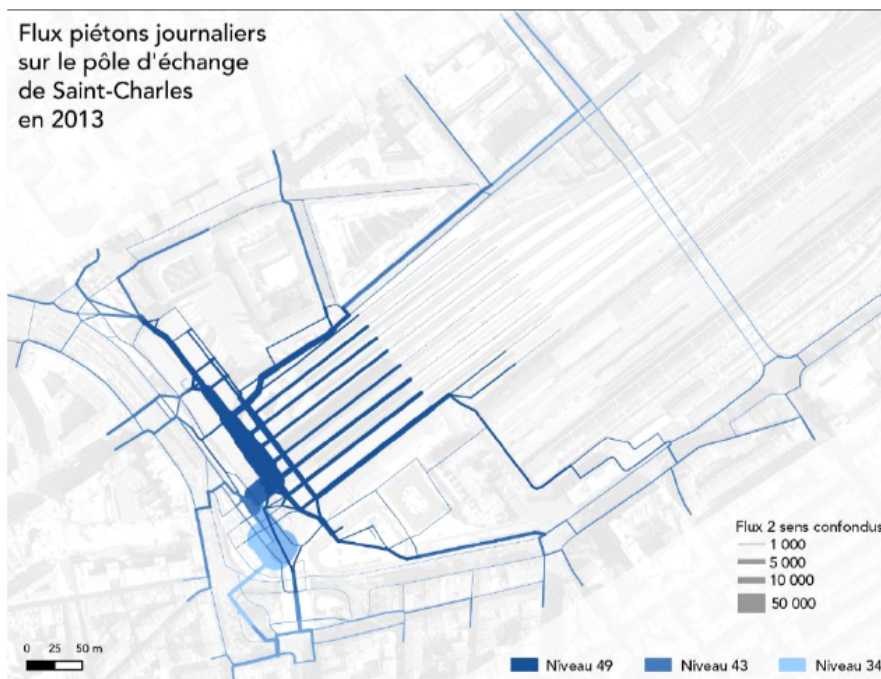 Flux piétons journaliers
sur le pôle d'échange
de Saint-Charles
en 2013
Flux 2 sens confondus
1 000
5 000
10 000
50 000
0 25 50 m
Niveau 49 Niveau 43 Niveau 34